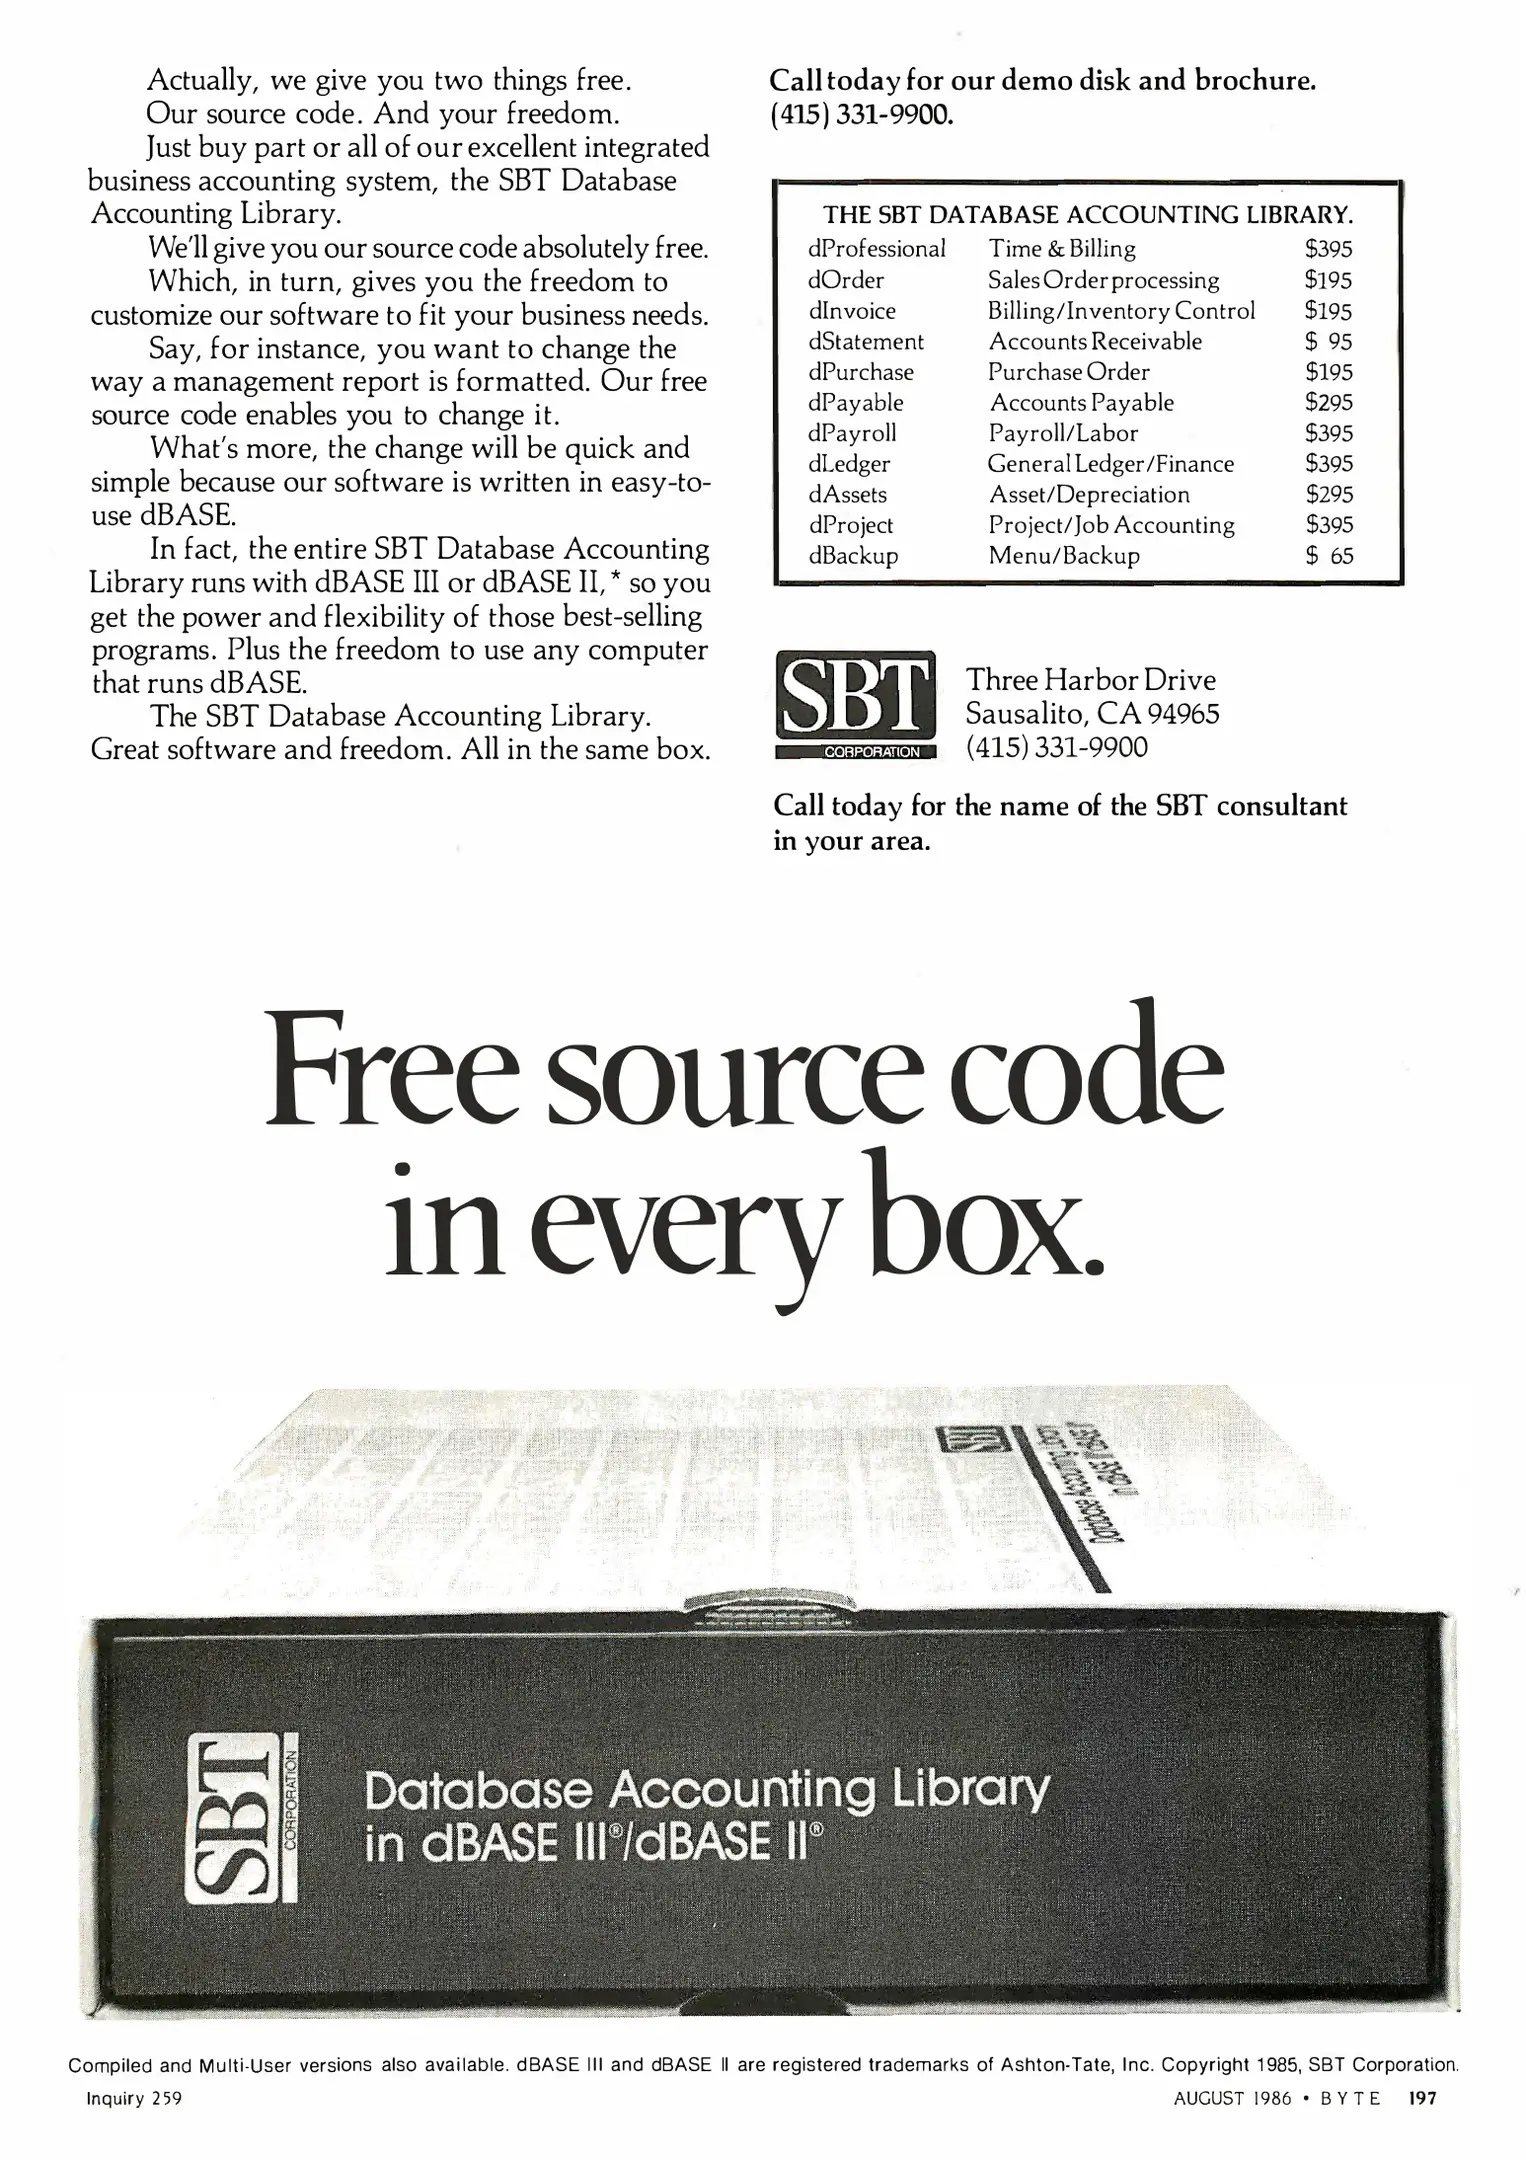 Actually, we give you two things free.
Our source code. And your freedom.
Just buy part or all of our excellent integrated
business accounting system, the SBT Database
Accounting Library.
We'll give you our source code absolutely free.
Which, in turn, gives you the freedom to
customize our software to fit your business needs.
Say, for instance, you want to change the
way a management report is formatted. Our free
source code enables you to change it.
What's more, the change will be quick and
simple because our software is written in easy-to-
use dBASE.
In fact, the entire SBT Database Accounting
Library runs with dBASE III or dBASE II,* so you
get the power and flexibility of those best-selling
programs. Plus the freedom to use any computer
that runs dBASE.
The SBT Database Accounting Library.
Great software and freedom. All in the same box.
Call today for our demo disk and brochure.
(415) 331-9900.
THE SBT DATABASE ACCOUNTING LIBRARY.
dProfessional Time & Billing $395
dOrder Sales Order processing $195
dInvoice Billing/Inventory Control $195
dStatement Accounts Receivable $ 95
dPurchase Purchase Order $195
dPayable Accounts Payable $295
dPayroll Payroll/Labor $395
dLedger General Ledger/Finance $395
dAssets Asset/Depreciation $295
dProject Project/Job Accounting $395
dBackup Menu/Backup $ 65
SBT
CORPORATION
Three Harbor Drive
Sausalito, CA 94965
(415) 331-9900
Call today for the name of the SBT consultant
in your area.
Free source code
in every box.
SBT
Database Accounting Library
in dBASE III®/dBASE II®
SBT
CORPORATION
Compiled and Multi-User versions also available. dBASE III and dBASE II are registered trademarks of Ashton-Tate, Inc. Copyright 1985, SBT Corporation.
Inquiry 259
AUGUST 1986 • BYTE 197